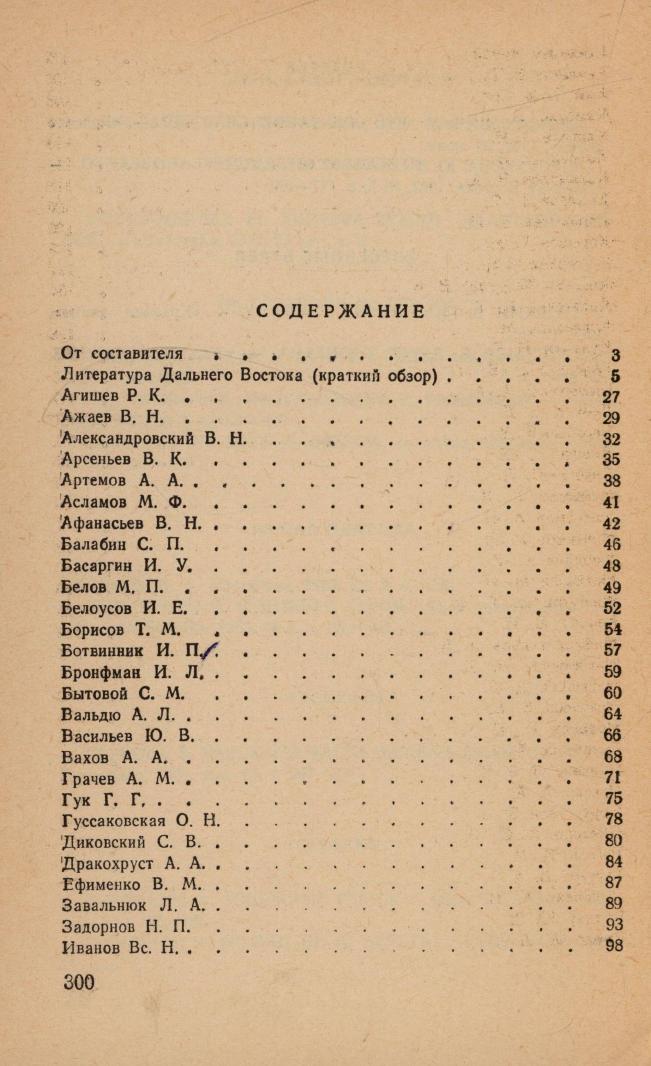 СОДЕРЖАНИЕ
От составителя . . . . . . . . . . . . . 3
Литература Дальнего Востока (краткий обзор) . . . . . 5
Агишев Р. К. . . . . . . . . . . . . . . 27
Ажаев В. Н. . . . . . . . . . . . . . . 29
Александровский В. Н. . . . . . . . . . . . 32
Арсеньев В. К. . . . . . . . . . . . . . 35
Артемов А. А. . . . . . . . . . . . . . . 38
Асламов М. Ф. . . . . . . . . . . . . . 41
Афанасьев В. Н. . . . . . . . . . . . . . 42
Балабин С. П. . . . . . . . . . . . . . 46
Басаргин И. У. . . . . . . . . . . . . . 48
Белов М. П. . . . . . . . . . . . . . . 49
Белоусов И. Е. . . . . . . . . . . . . . 52
Борисов Т. М. . . . . . . . . . . . . . 54
Ботвинник И. П. . . . . . . . . . . . . . 57
Бронфман И. Л. . . . . . . . . . . . . . 59
Бытовой С. М. . . . . . . . . . . . . . 60
Вальдю А. Л. . . . . . . . . . . . . . . 64
Васильев Ю. В. . . . . . . . . . . . . . 66
Вахов А. А. . . . . . . . . . . . . . . 68
Грачев А. М. . . . . . . . . . . . . . . 71
Гук Г. Г. . . . . . . . . . . . . . . . 75
Гуссаковская О. Н. . . . . . . . . . . . . 78
Диковский С. В. . . . . . . . . . . . . . 80
Дракохруст А. А. . . . . . . . . . . . . . 84
Ефименко В. М. . . . . . . . . . . . . . 87
Завальнюк Л. А. . . . . . . . . . . . . . 89
Задорнов Н. П. . . . . . . . . . . . . . 93
Иванов Вс. Н. . . . . . . . . . . . . . . 98
300